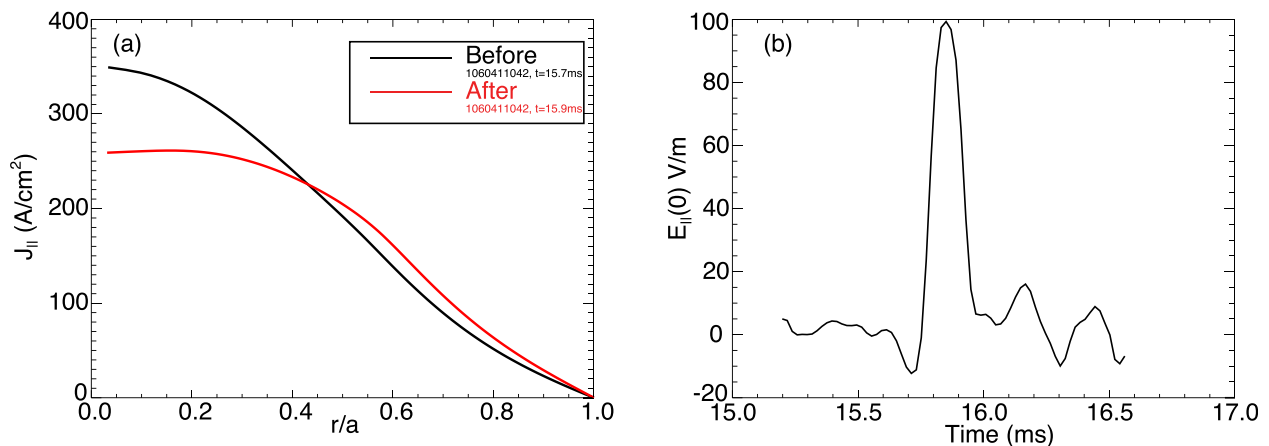 (a)
Before
1060411042, t=15.7ms
After
1060411042, t=15.9ms
400
300
200
100
0
J|| (A/cm²)
0.0 0.2 0.4 0.6 0.8 1.0
r/a
(b)
100
80
60
40
20
0
-20
E||(0) V/m
15.0 15.5 16.0 16.5 17.0
Time (ms)